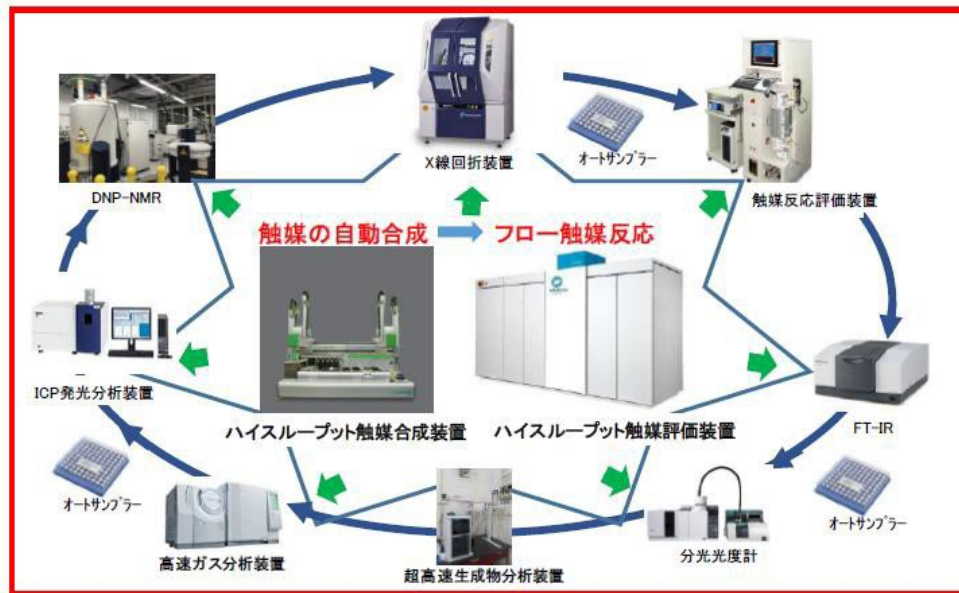 X線回折装置
オートサンプラー
DNP-NMR
触媒反応評価装置
触媒の自動合成
フロー触媒反応
ICP発光分析装置
ハイスループット触媒合成装置
ハイスループット触媒評価装置
FT-IR
オートサンプラー
オートサンプラー
高速ガス分析装置
超高速生成物分析装置
分光光度計